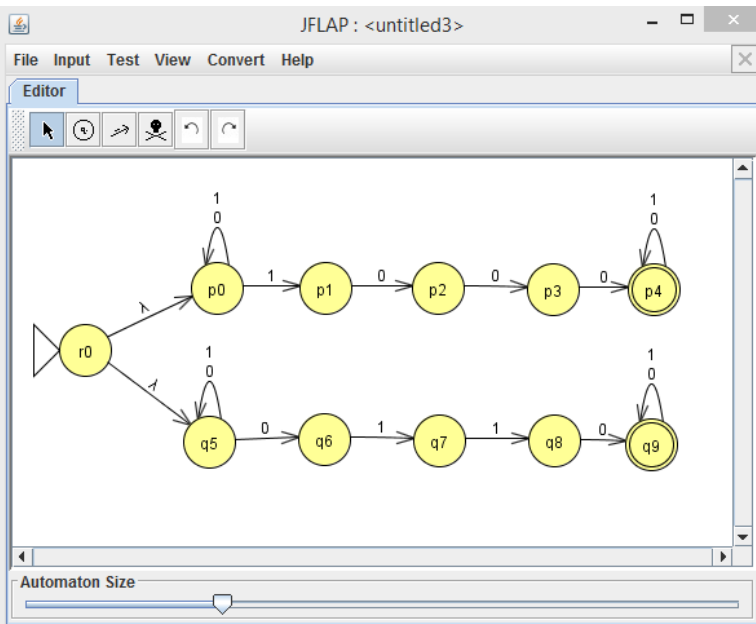 JFLAP : <untitled3>
File Input Test View Convert Help
Editor
1
0
1
0
p0
1
p1
0
p2
0
p3
0
p4
λ
r0
λ
1
0
1
0
q5
0
q6
1
q7
1
q8
0
q9
Automaton Size